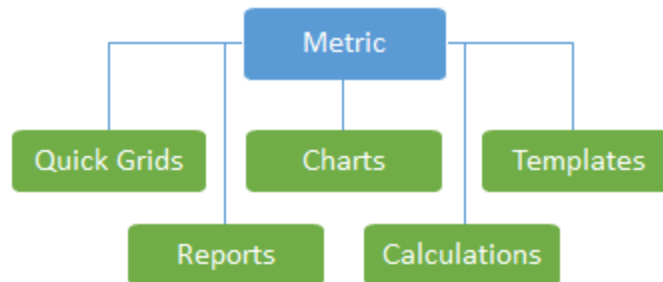 Metric
Quick Grids
Charts
Templates
Reports
Calculations